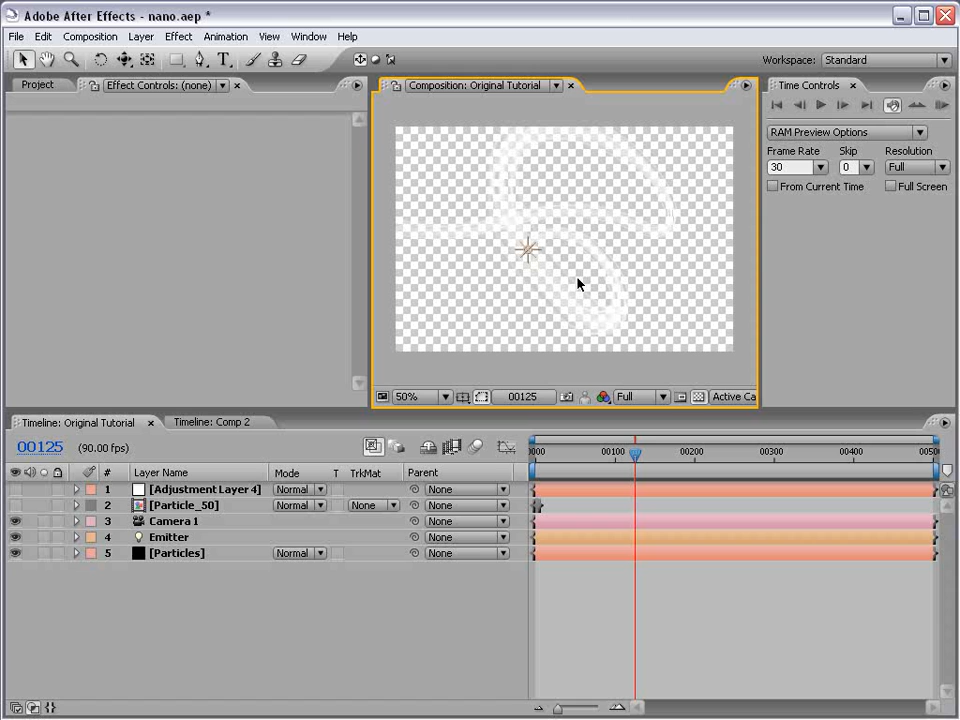 Adobe After Effects - nano.aep *
File Edit Composition Layer Effect Animation View Window Help
Workspace: Standard
Project Effect Controls: (none) Composition: Original Tutorial Time Controls
RAM Preview Options
Frame Rate Skip Resolution
30 0 Full
From Current Time Full Screen
50% 00125 Full Active Ca
Timeline: Original Tutorial Timeline: Comp 2
00125 (90.00 fps)
0000 00100 00200 00300 00400 0050
# Layer Name Mode T TrkMat Parent
1 [Adjustment Layer 4] Normal None
2 [Particle_50] Normal None None
3 Camera 1 None
4 Emitter None
5 [Particles] Normal None